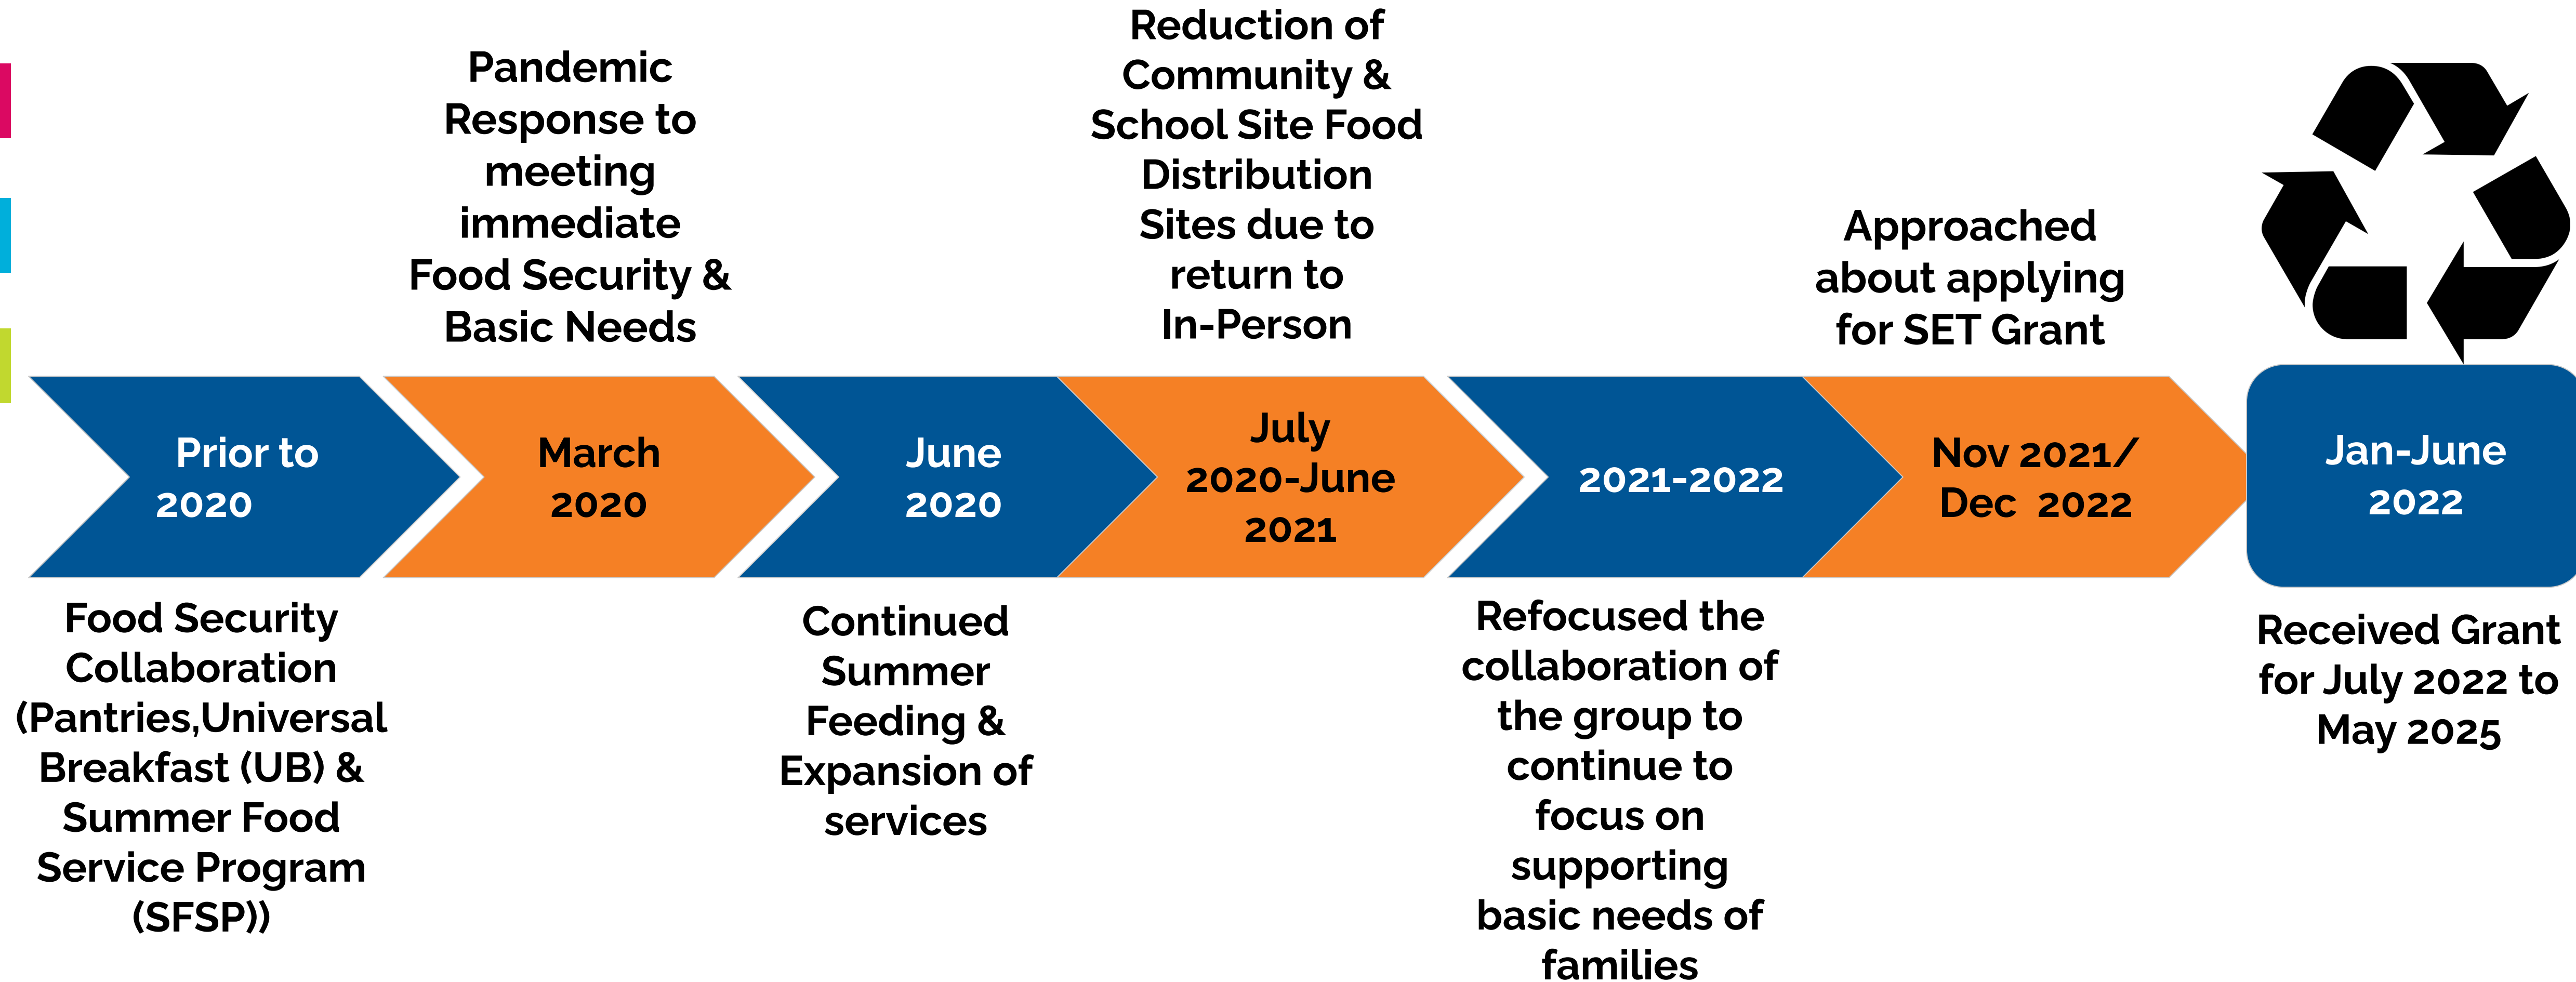 Prior to
2020
Food Security
Collaboration
(Pantries,Universal
Breakfast (UB) &
Summer Food
Service Program
(SFSP))
Pandemic
Response to
meeting
immediate
Food Security &
Basic Needs
March
2020
June
2020
Continued
Summer
Feeding &
Expansion of
services
Reduction of
Community &
School Site Food
Distribution
Sites due to
return to
In-Person
July
2020-June
2021
2021-2022
Refocused the
collaboration of
the group to
continue to
focus on
supporting
basic needs of
families
Approached
about applying
for SET Grant
Nov 2021/
Dec  2022
Jan-June
2022
Received Grant
for July 2022 to
May 2025